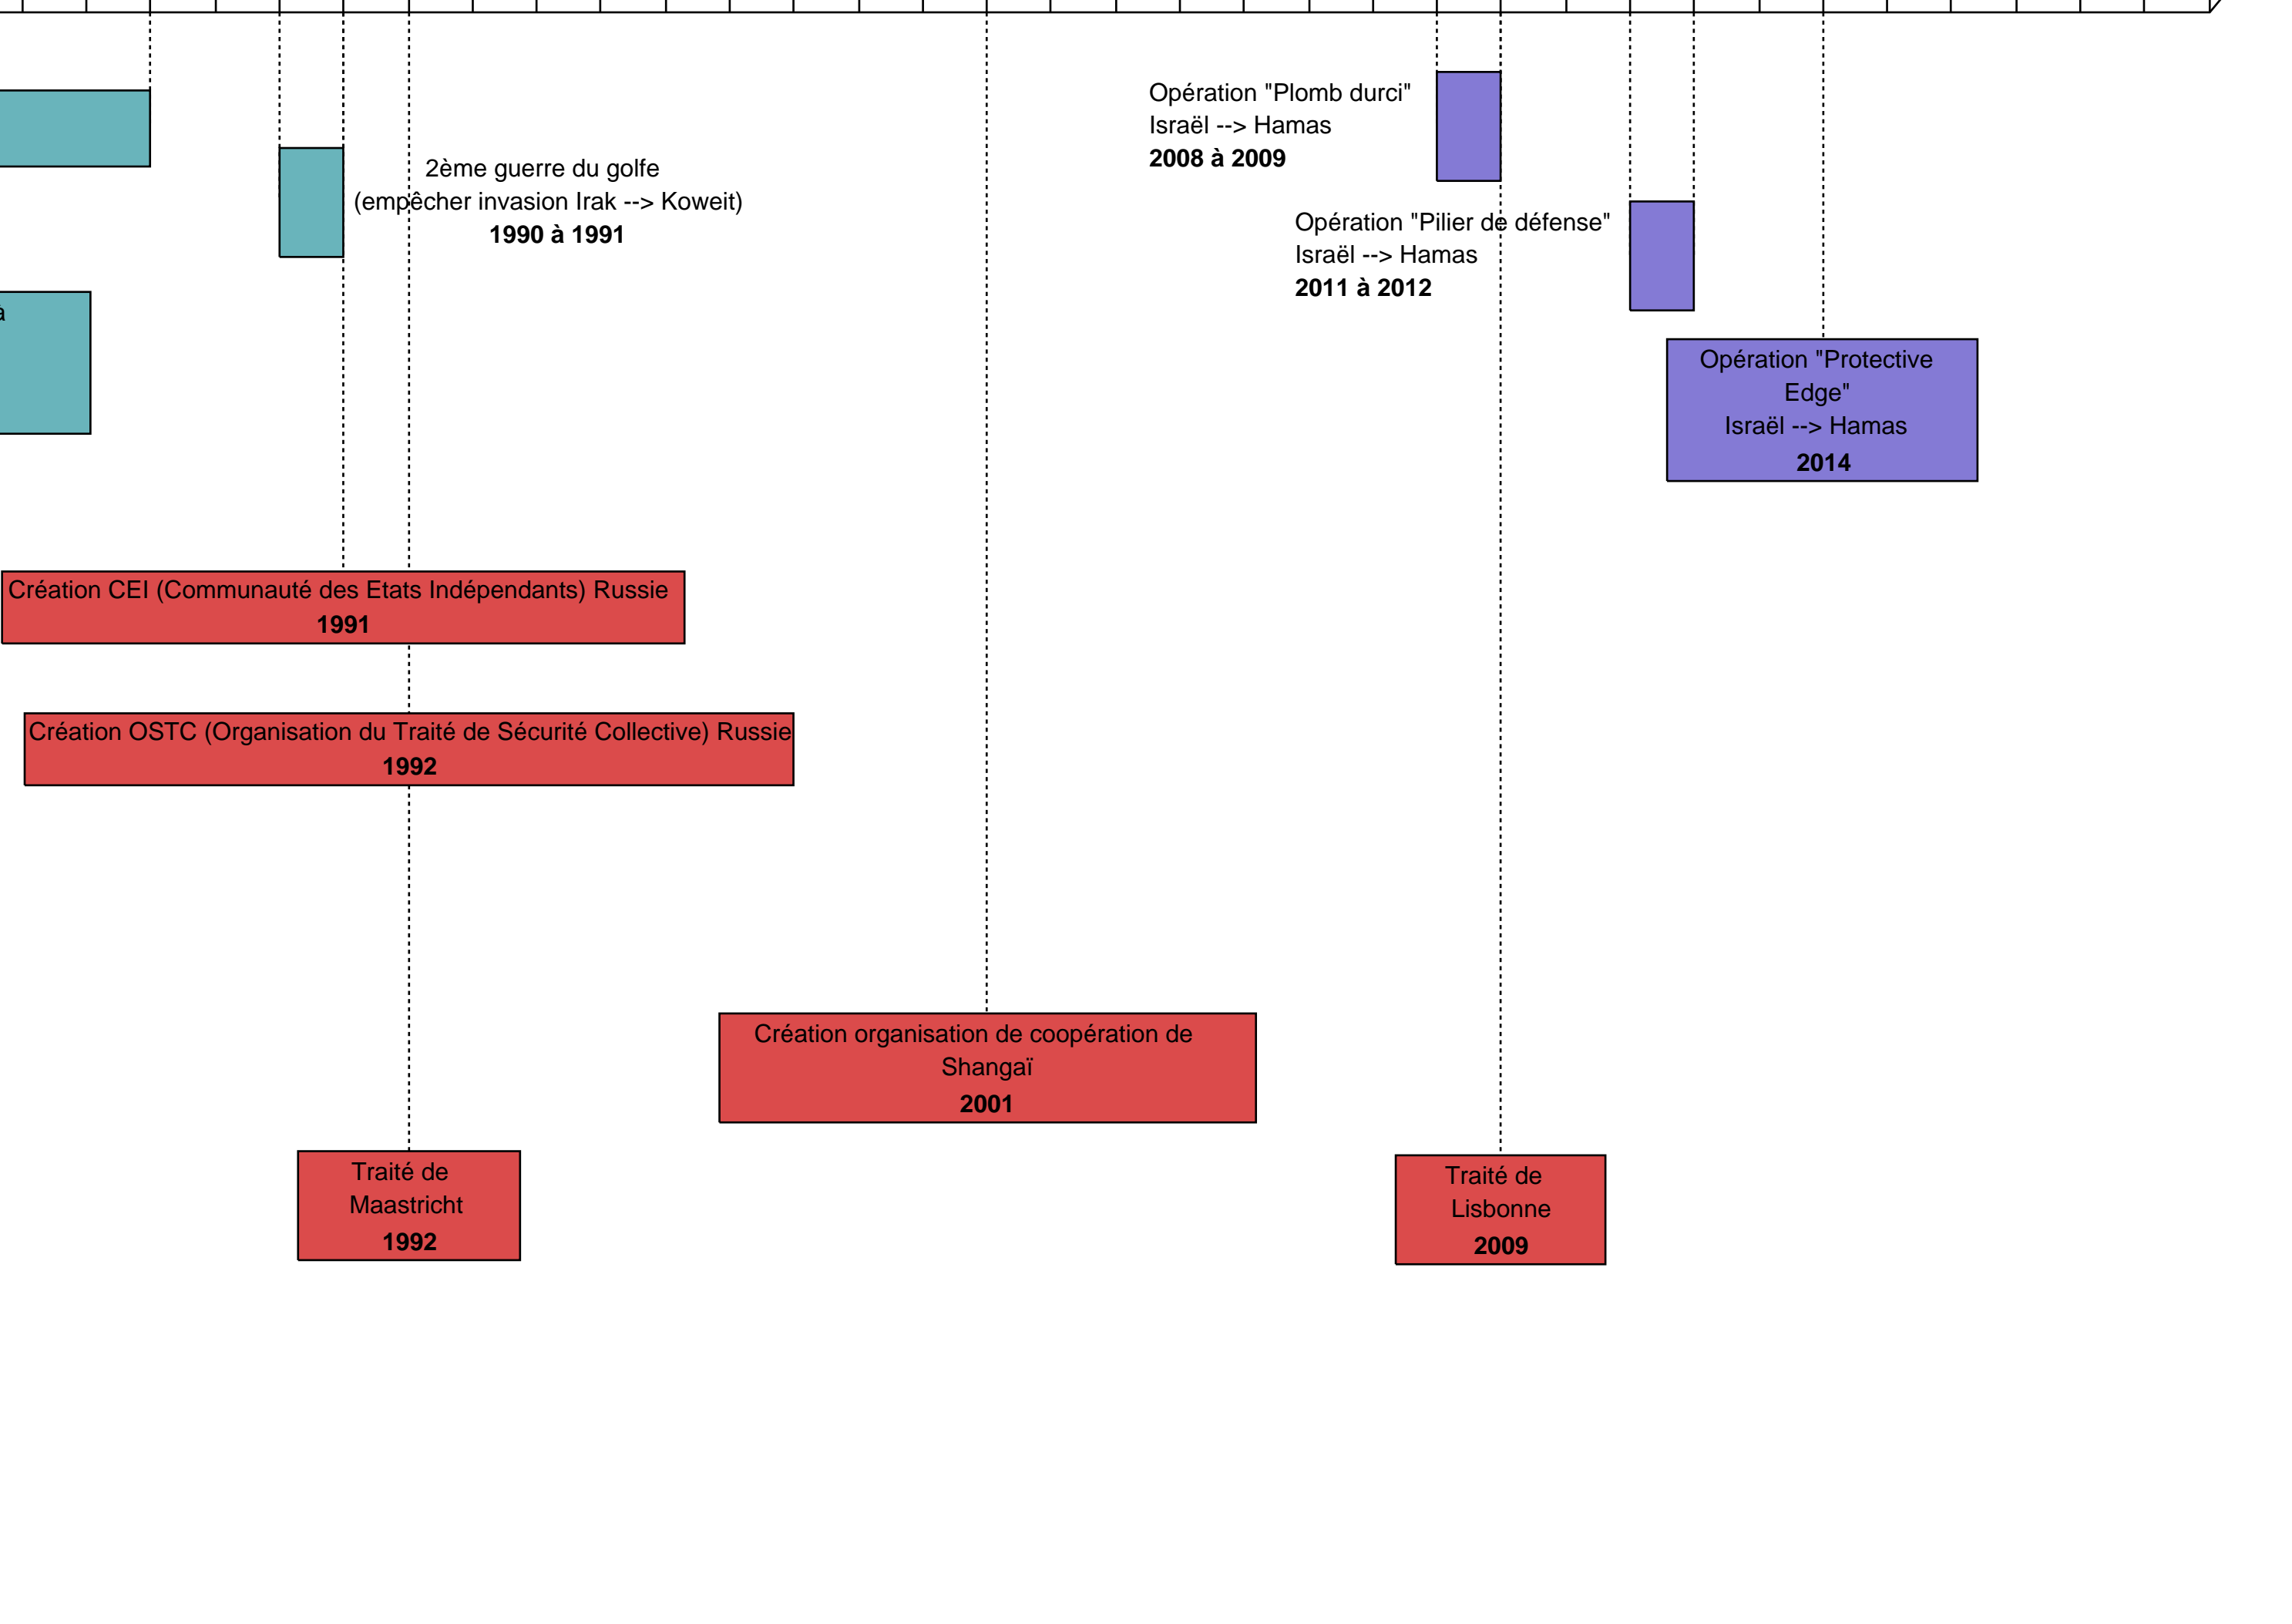 Opération "Plomb durci"
Israël --> Hamas
2008 à 2009
2ème guerre du golfe
(empêcher invasion Irak --> Koweit)
1990 à 1991
Opération "Pilier de défense"
Israël --> Hamas
2011 à 2012
à
Opération "Protective
Edge"
Israël --> Hamas
2014
Création CEI (Communauté des Etats Indépendants) Russie
1991
Création OSTC (Organisation du Traité de Sécurité Collective) Russie
1992
Création organisation de coopération de
Shangaï
2001
Traité de
Maastricht
1992
Traité de
Lisbonne
2009